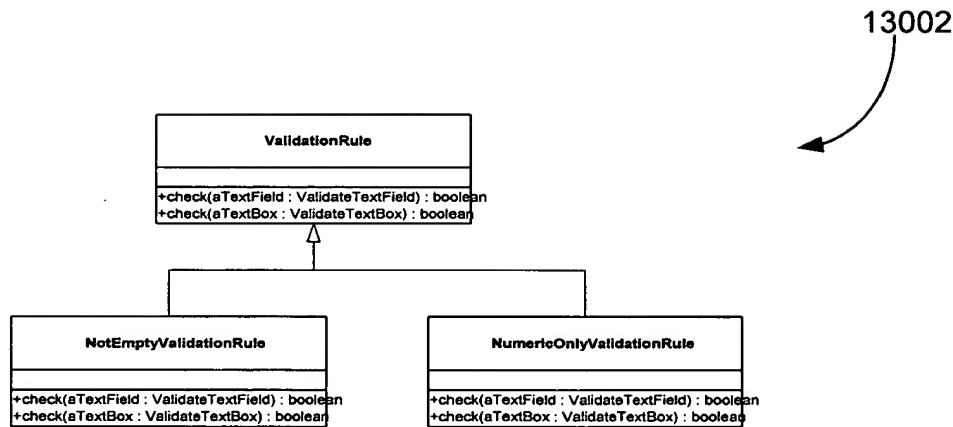 13002
ValidationRule
+check(aTextField : ValidateTextField) : boolean
+check(aTextBox : ValidateTextBox) : boolean
NotEmptyValidationRule
+check(aTextField : ValidateTextField) : boolean
+check(aTextBox : ValidateTextBox) : boolean
NumericOnlyValidationRule
+check(aTextField : ValidateTextField) : boolean
+check(aTextBox : ValidateTextBox) : boolean